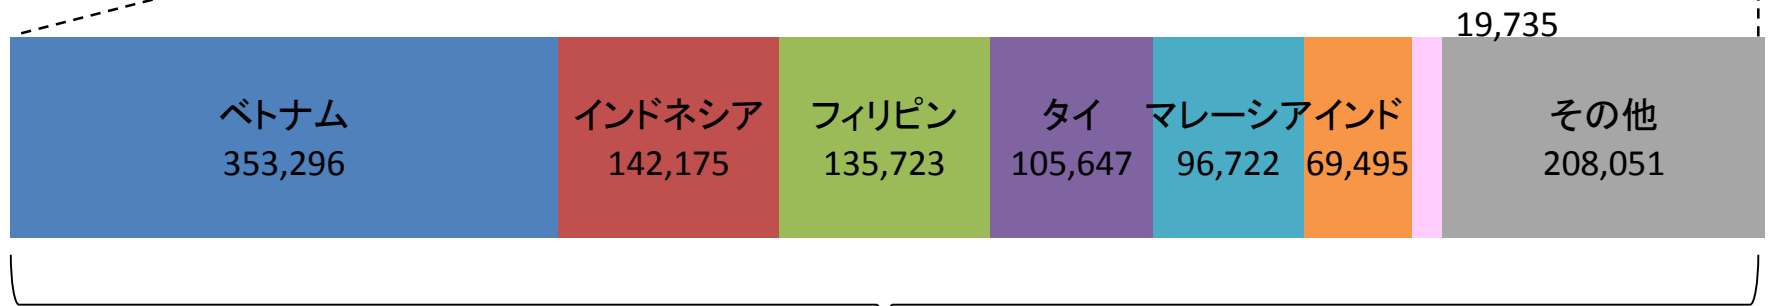 19,735
ベトナム
353,296
インドネシア
142,175
フィリピン
135,723
タイ
105,647
マレーシア
96,722
インド
69,495
その他
208,051